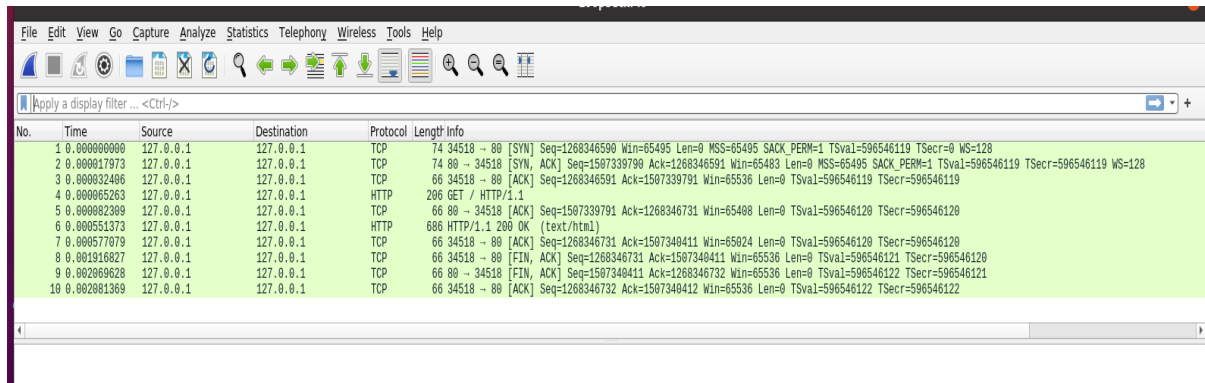 File Edit View Go Capture Analyze Statistics Telephony Wireless Tools Help
Apply a display filter ... <Ctrl-/>
+
No. Time Source Destination Protocol Length Info
1 0.000000000 127.0.0.1 127.0.0.1 TCP 74 34518 → 80 [SYN] Seq=1268346590 Win=65495 Len=0 MSS=65495 SACK_PERM=1 TSval=596546119 TSecr=0 WS=128
2 0.000017973 127.0.0.1 127.0.0.1 TCP 74 80 → 34518 [SYN, ACK] Seq=1507339790 Ack=1268346591 Win=65483 Len=0 MSS=65495 SACK_PERM=1 TSval=596546119 TSecr=596546119 WS=128
3 0.000032406 127.0.0.1 127.0.0.1 TCP 66 34518 → 80 [ACK] Seq=1268346591 Ack=1507339791 Win=65536 Len=0 TSval=596546119 TSecr=596546119
4 0.000065263 127.0.0.1 127.0.0.1 HTTP 206 GET / HTTP/1.1
5 0.000082309 127.0.0.1 127.0.0.1 TCP 66 80 → 34518 [ACK] Seq=1507339791 Ack=1268346731 Win=65408 Len=0 TSval=596546120 TSecr=596546120
6 0.000551373 127.0.0.1 127.0.0.1 HTTP 686 HTTP/1.1 200 OK (text/html)
7 0.000577079 127.0.0.1 127.0.0.1 TCP 66 34518 → 80 [ACK] Seq=1268346731 Ack=1507340411 Win=65024 Len=0 TSval=596546120 TSecr=596546120
8 0.001916827 127.0.0.1 127.0.0.1 TCP 66 34518 → 80 [FIN, ACK] Seq=1268346731 Ack=1507340411 Win=65536 Len=0 TSval=596546121 TSecr=596546120
9 0.002069628 127.0.0.1 127.0.0.1 TCP 66 80 → 34518 [FIN, ACK] Seq=1507340411 Ack=1268346732 Win=65536 Len=0 TSval=596546122 TSecr=596546121
10 0.002081369 127.0.0.1 127.0.0.1 TCP 66 34518 → 80 [ACK] Seq=1268346732 Ack=1507340412 Win=65536 Len=0 TSval=596546122 TSecr=596546122